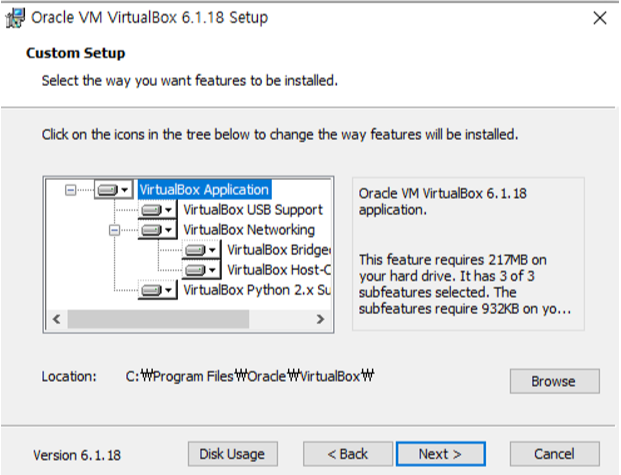 Oracle VM VirtualBox 6.1.18 Setup
Custom Setup
Select the way you want features to be installed.
Click on the icons in the tree below to change the way features will be installed.
VirtualBox Application
VirtualBox USB Support
VirtualBox Networking
VirtualBox Bridge
VirtualBox Host-C
VirtualBox Python 2.x Su
Oracle VM VirtualBox 6.1.18
application.
This feature requires 217MB on
your hard drive. It has 3 of 3
subfeatures selected. The
subfeatures require 932KB on yo...
Location: C:₩Program Files₩Oracle₩VirtualBox₩
Browse
Version 6.1.18
Disk Usage
< Back
Next >
Cancel